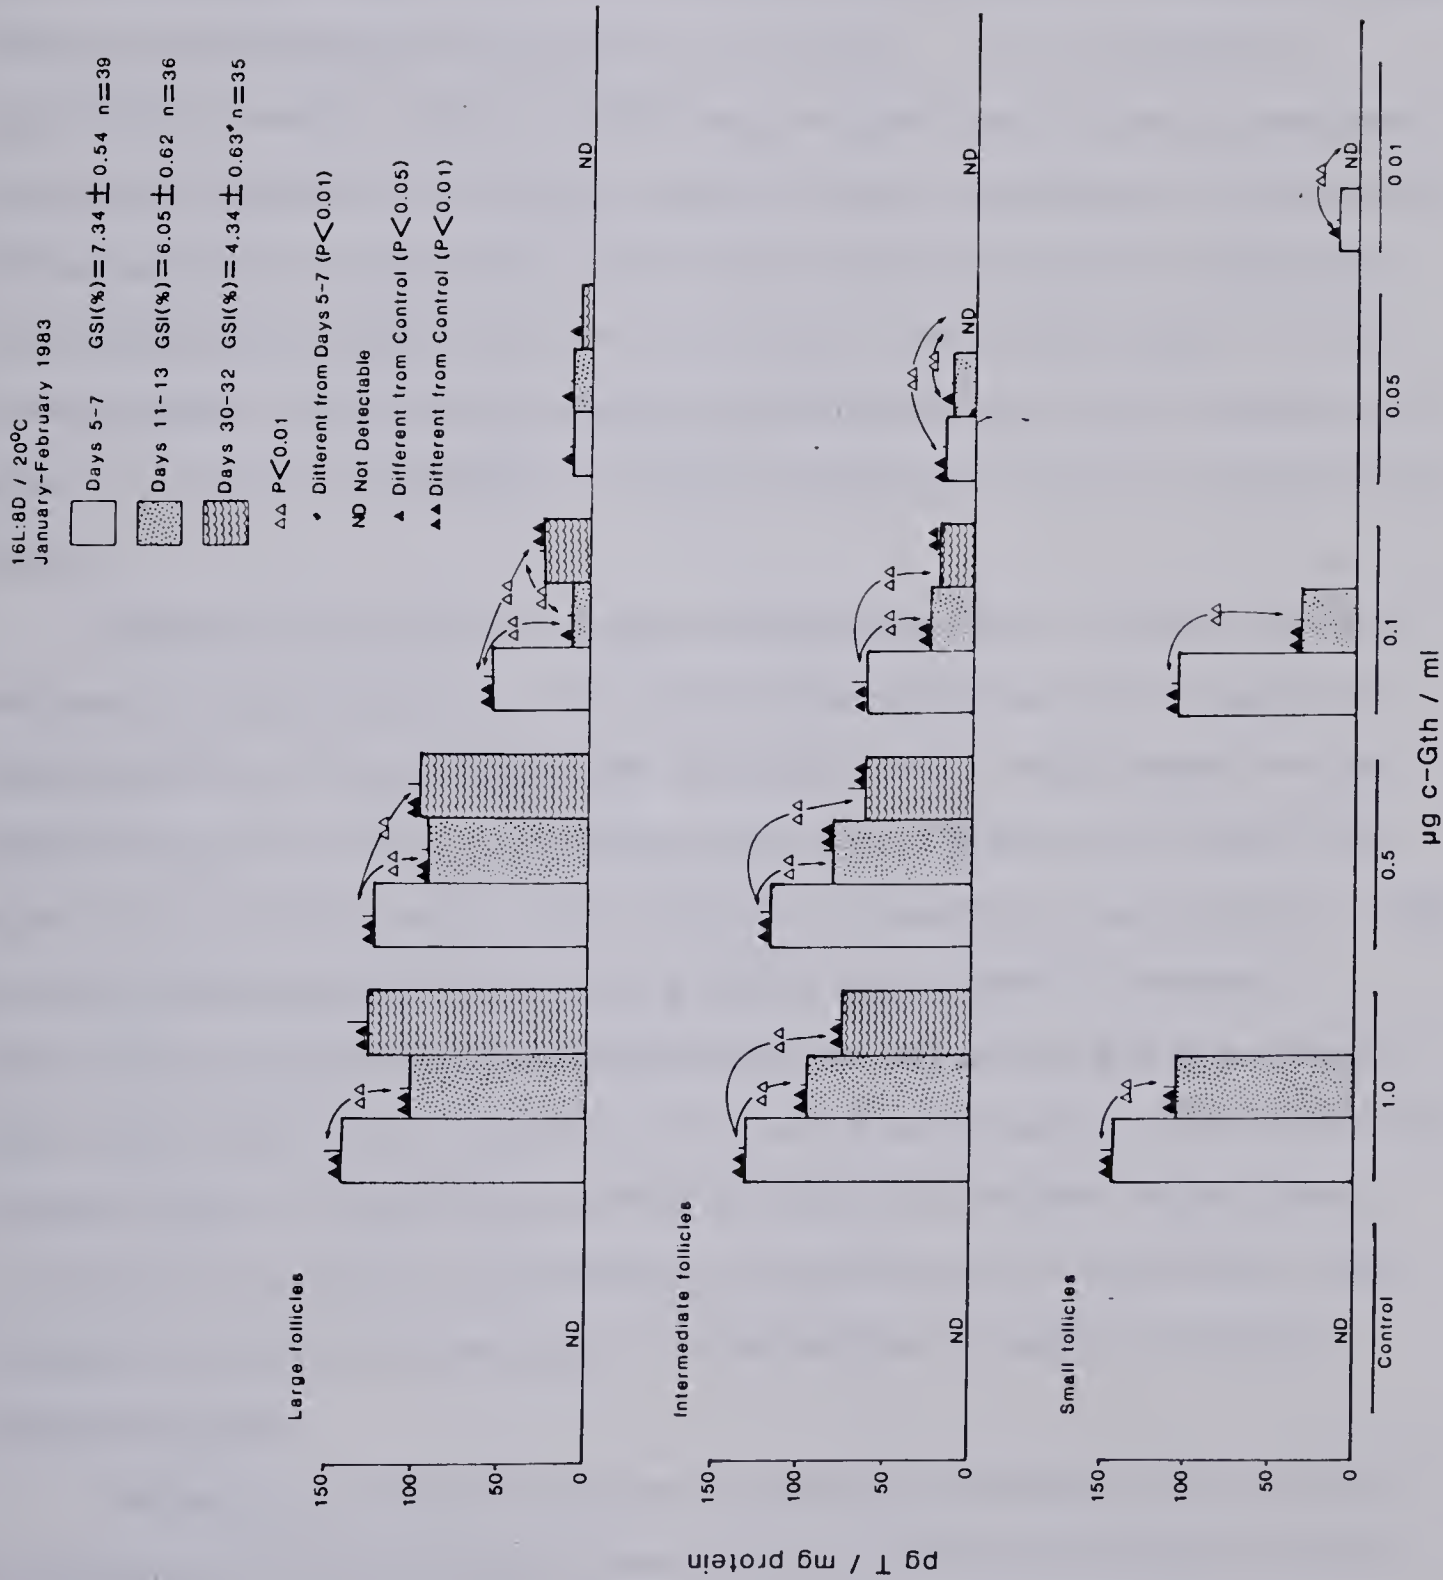 16L:8D / 20°C
January-February 1983
Days 5-7 GSI(%)=7.34±0.54 n=39
Days 11-13 GSI(%)=6.05±0.62 n=36
Days 30-32 GSI(%)=4.34±0.63* n=35
△△ P<0.01
* Different from Days 5-7 (P<0.01)
ND Not Detectable
▲ Different from Control (P<0.05)
▲▲ Different from Control (P<0.01)
Large follicles
150
100
50
0
ND
ND
Intermediate follicles
150
100
50
0
ND
ND
ND
Small follicles
150
100
50
0
ND
ND
Control
1.0
0.5
0.1
0.05
0.01
µg c-Gth / ml
pg T / mg protein